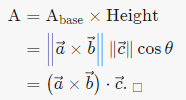 A = A_base × Height
= ‖a⃗ × b⃗‖ ‖c⃗‖ cos θ
= (a⃗ × b⃗) · c⃗. □